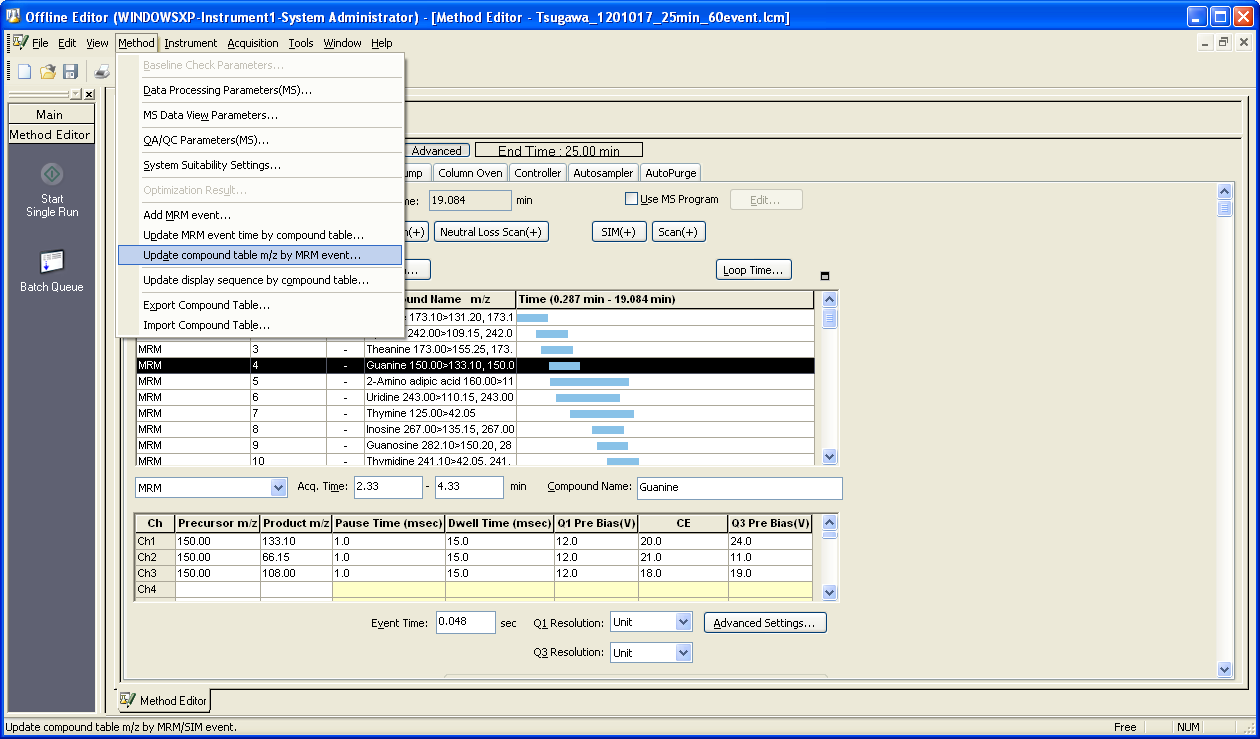 Offline Editor (WINDOWSXP-Instrument1-System Administrator) - [Method Editor - Tsugawa_1201017_25min_60event.lcm]
File Edit View Method Instrument Acquisition Tools Window Help
Baseline Check Parameters...
Data Processing Parameters(MS)...
MS Data View Parameters...
QA/QC Parameters(MS)...
System Suitability Settings...
Optimization Result...
Add MRM event...
Update MRM event time by compound table...
Update compound table m/z by MRM event...
Update display sequence by compound table...
Export Compound Table...
Import Compound Table...
Main
Method Editor
Start
Single Run
Batch Queue
Advanced End Time : 25.00 min
ump Column Oven Controller Autosampler AutoPurge
me: 19.084 min Use MS Program Edit...
n(+) Neutral Loss Scan(+) SIM(+) Scan(+)
... Loop Time...
und Name m/z Time (0.287 min - 19.084 min)
173.10>131.20, 173.1
242.00>109.15, 242.0
MRM 3 - Theanine 173.00>155.25, 173.
MRM 4 - Guanine 150.00>133.10, 150.0
MRM 5 - 2-Amino adipic acid 160.00>11
MRM 6 - Uridine 243.00>110.15, 243.00
MRM 7 - Thymine 125.00>42.05
MRM 8 - Inosine 267.00>135.15, 267.00
MRM 9 - Guanosine 282.10>150.20, 28
MRM 10 - Thymidine 241.10>42.05, 241.
MRM Acq. Time: 2.33 - 4.33 min Compound Name: Guanine
Ch Precursor m/z Product m/z Pause Time (msec) Dwell Time (msec) Q1 Pre Bias(V) CE Q3 Pre Bias(V)
Ch1 150.00 133.10 1.0 15.0 12.0 20.0 24.0
Ch2 150.00 66.15 1.0 15.0 12.0 21.0 11.0
Ch3 150.00 108.00 1.0 15.0 12.0 18.0 19.0
Ch4
Event Time: 0.048 sec Q1 Resolution: Unit Advanced Settings...
Q3 Resolution: Unit
Method Editor
Update compound table m/z by MRM/SIM event. Free NUM